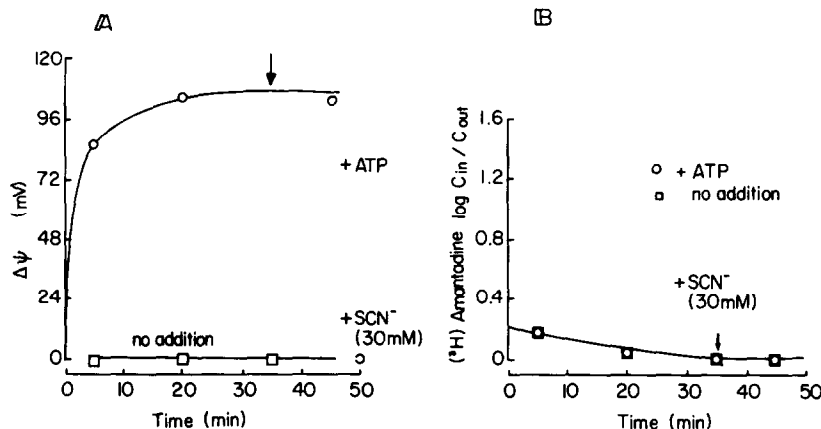 A
120
96
72
48
24
0
Δψ (mV)
+ ATP
no addition
+SCN⁻
(30mM)
0 10 20 30 40 50
Time (min)
B
1.6
1.2
0.8
0.4
0
(³H) Amantadine log Cin / Cout
+ ATP
no addition
+SCN⁻
(30mM)
0 10 20 30 40 50
Time (min)